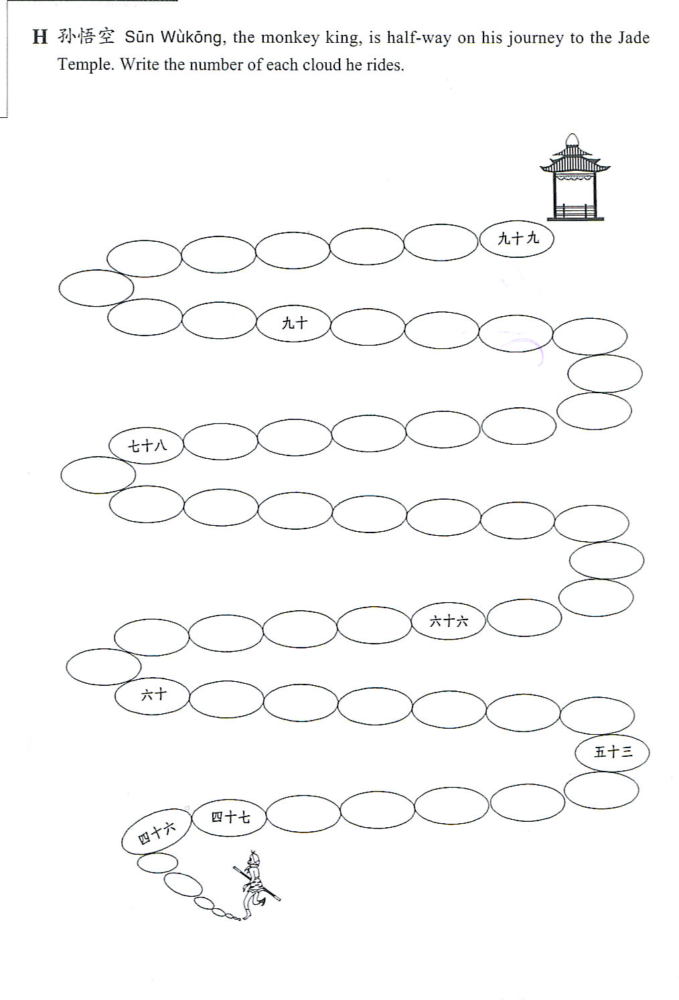 H 孙悟空 Sūn Wùkōng, the monkey king, is half-way on his journey to the Jade
Temple. Write the number of each cloud he rides.
九十九
九十
七十八
六十六
六十
五十三
四十七
四十六